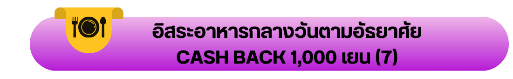 อิสระอาหารกลางวันตามอัธยาศัย
CASH BACK 1,000 เยน (7)